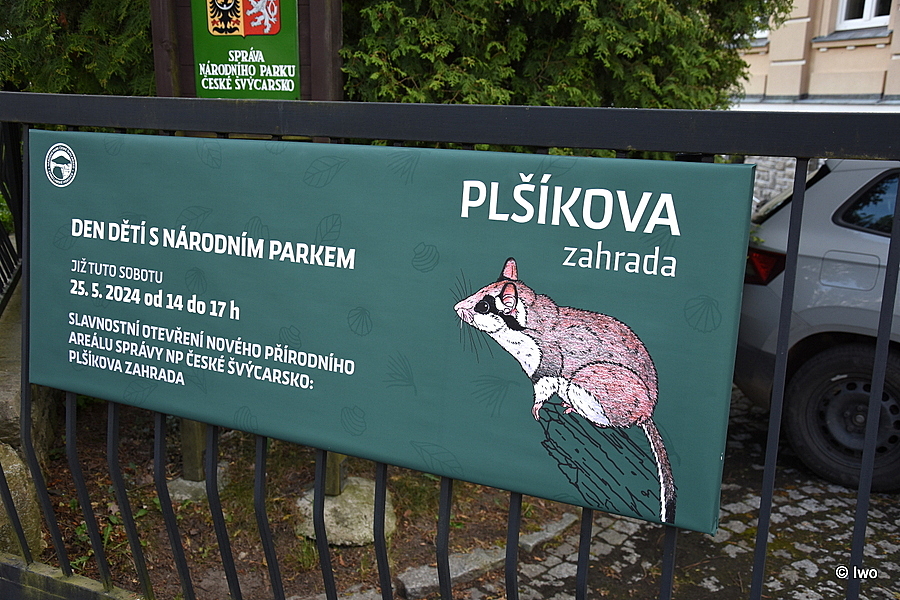 SPRÁVA
NÁRODNÍHO PARKU
ČESKÉ ŠVÝCARSKO
PLŠÍKOVA
zahrada
DEN DĚTÍ S NÁRODNÍM PARKEM
JIŽ TUTO SOBOTU
25. 5. 2024 od 14 do 17 h
SLAVNOSTNÍ OTEVŘENÍ NOVÉHO PŘÍRODNÍHO
AREÁLU SPRÁVY NP ČESKÉ ŠVÝCARSKO:
PLŠÍKOVA ZAHRADA
© Iwo